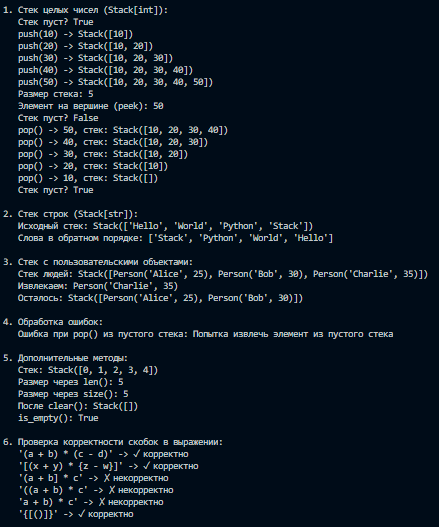 1. Стек целых чисел (Stack[int]):
Стек пуст? True
push(10) -> Stack([10])
push(20) -> Stack([10, 20])
push(30) -> Stack([10, 20, 30])
push(40) -> Stack([10, 20, 30, 40])
push(50) -> Stack([10, 20, 30, 40, 50])
Размер стека: 5
Элемент на вершине (peek): 50
Стек пуст? False
pop() -> 50, стек: Stack([10, 20, 30, 40])
pop() -> 40, стек: Stack([10, 20, 30])
pop() -> 30, стек: Stack([10, 20])
pop() -> 20, стек: Stack([10])
pop() -> 10, стек: Stack([])
Стек пуст? True
2. Стек строк (Stack[str]):
Исходный стек: Stack(['Hello', 'World', 'Python', 'Stack'])
Слова в обратном порядке: ['Stack', 'Python', 'World', 'Hello']
3. Стек с пользовательскими объектами:
Стек людей: Stack([Person('Alice', 25), Person('Bob', 30), Person('Charlie', 35)])
Извлекаем: Person('Charlie', 35)
Осталось: Stack([Person('Alice', 25), Person('Bob', 30)])
4. Обработка ошибок:
Ошибка при pop() из пустого стека: Попытка извлечь элемент из пустого стека
5. Дополнительные методы:
Стек: Stack([0, 1, 2, 3, 4])
Размер через len(): 5
Размер через size(): 5
После clear(): Stack([])
is_empty(): True
6. Проверка корректности скобок в выражении:
'(a + b) * (c - d)' -> ✓ корректно
'[(x + y) * {z - w}]' -> ✓ корректно
'(a + b] * c' -> ✗ некорректно
'((a + b) * c' -> ✗ некорректно
'a + b) * c' -> ✗ некорректно
'{[()]}' -> ✓ корректно